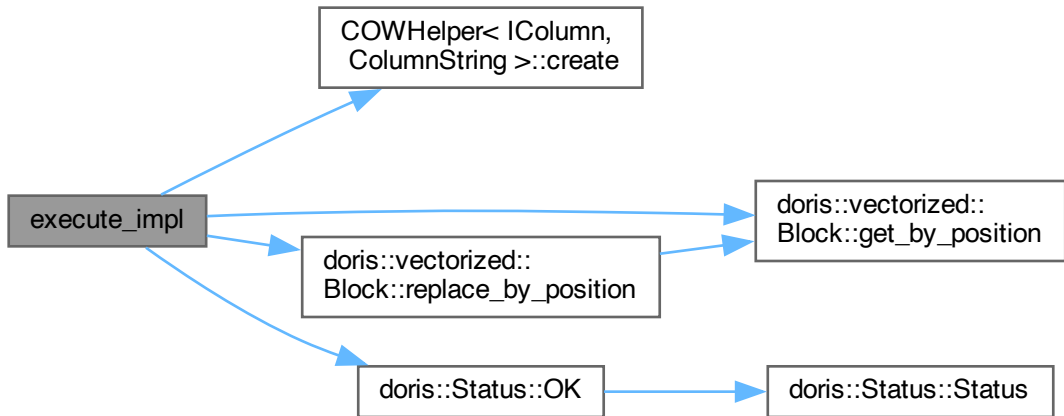 COWHelper< IColumn,
ColumnString >::create
execute_impl
doris::vectorized::
Block::get_by_position
doris::vectorized::
Block::replace_by_position
doris::Status::OK
doris::Status::Status